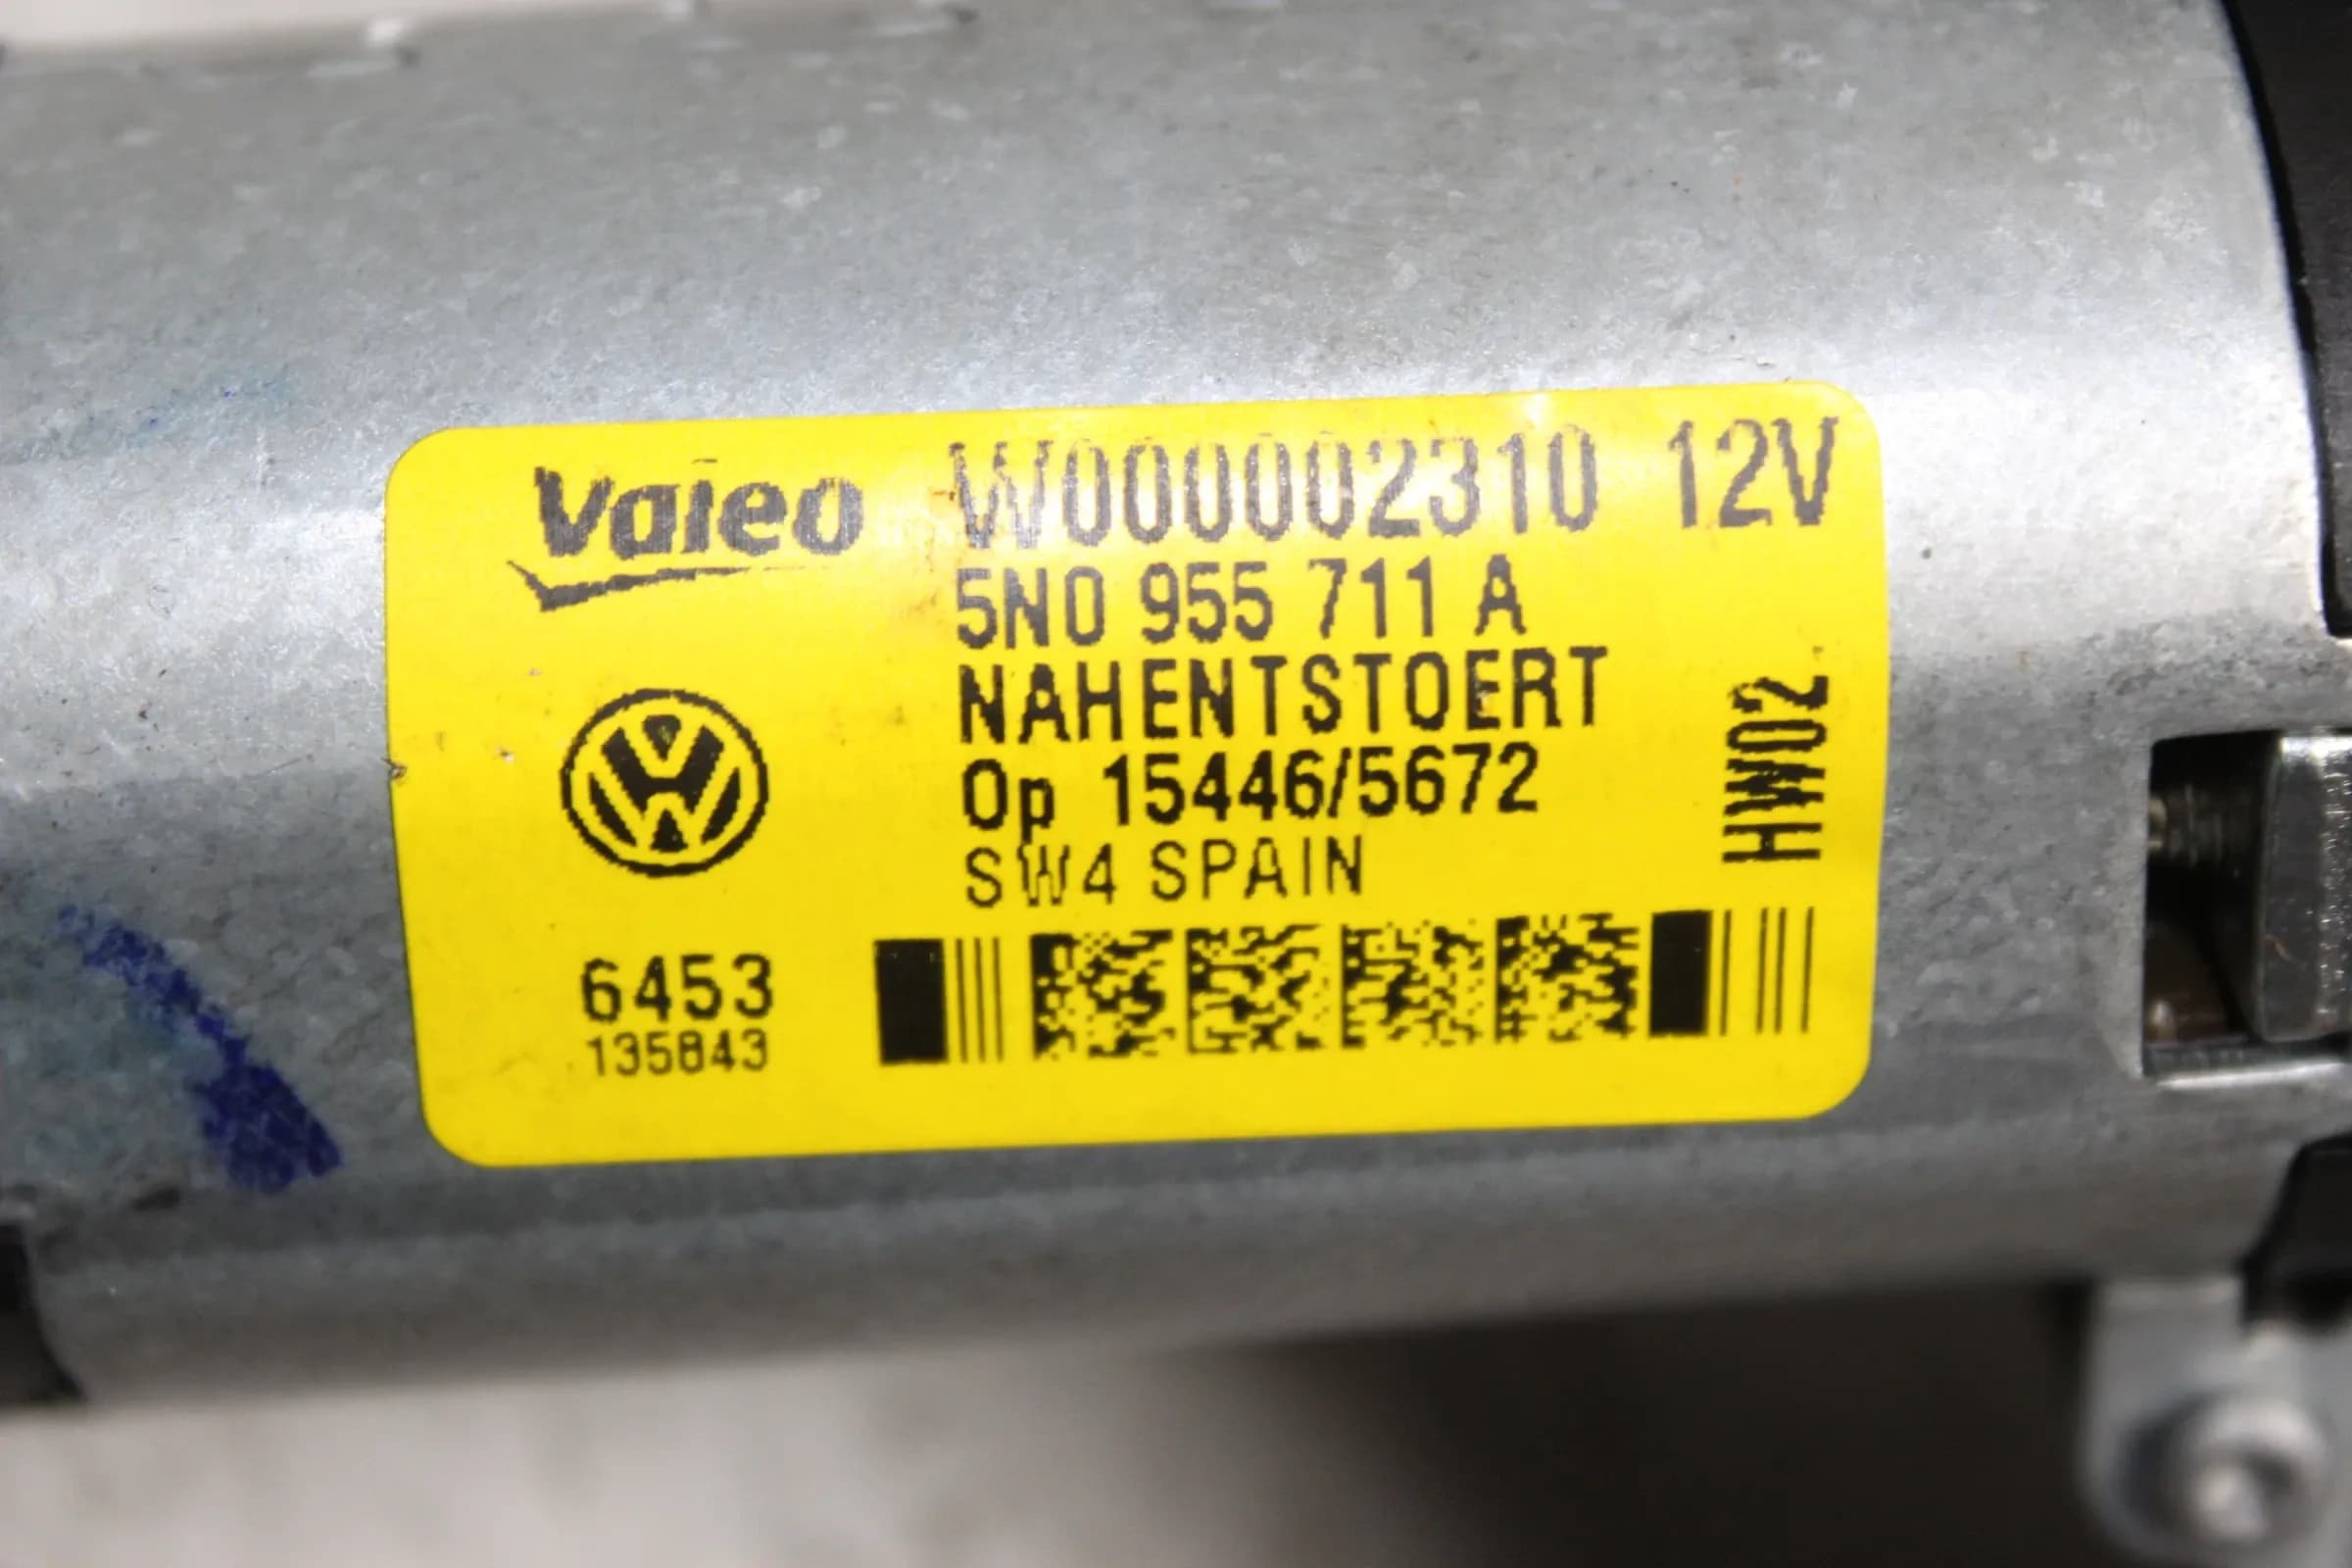 Valeo W000002310 12V
5N0 955 711 A
NAHENTSTOERT
Op 15446/5672
SW4 SPAIN
HW02
6453
135843